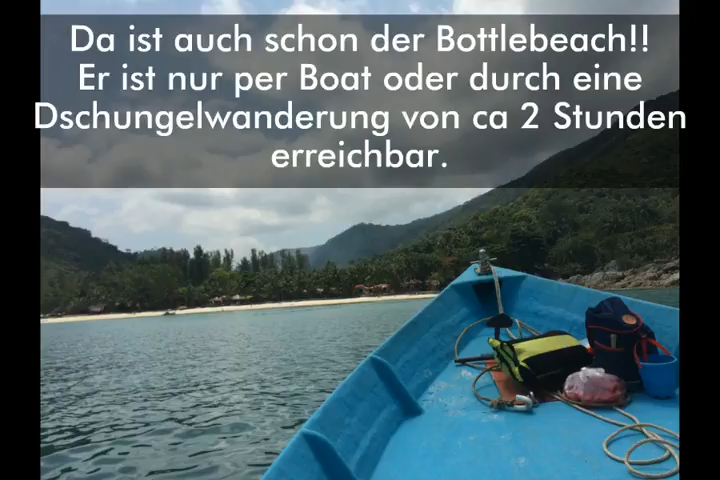 Da ist auch schon der Bottlebeach!!
Er ist nur per Boat oder durch eine
Dschungelwanderung von ca 2 Stunden
erreichbar.